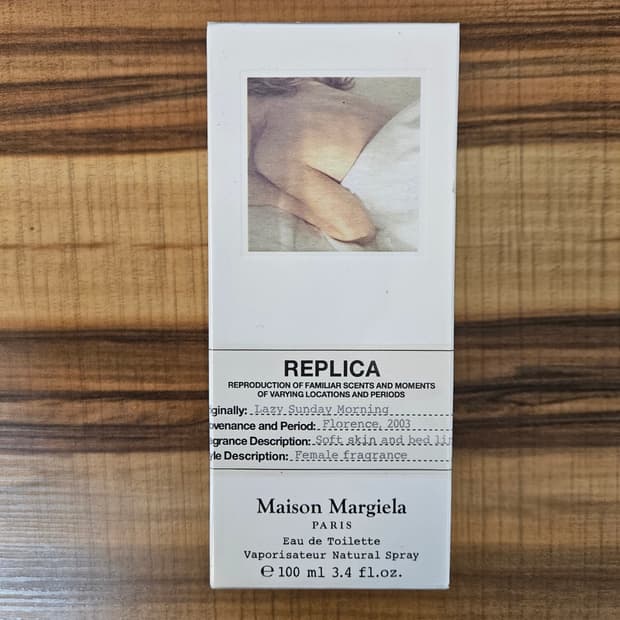 REPLICA
REPRODUCTION OF FAMILIAR SCENTS AND MOMENTS
OF VARYING LOCATIONS AND PERIODS
ginally: Lazy Sunday Morning
ovenance and Period: Florence, 2003
agrance Description: Soft skin and bed lin
le Description: Female fragrance
Maison Margiela
PARIS
Eau de Toilette
Vaporisateur Natural Spray
℮ 100 ml 3.4 fl.oz.